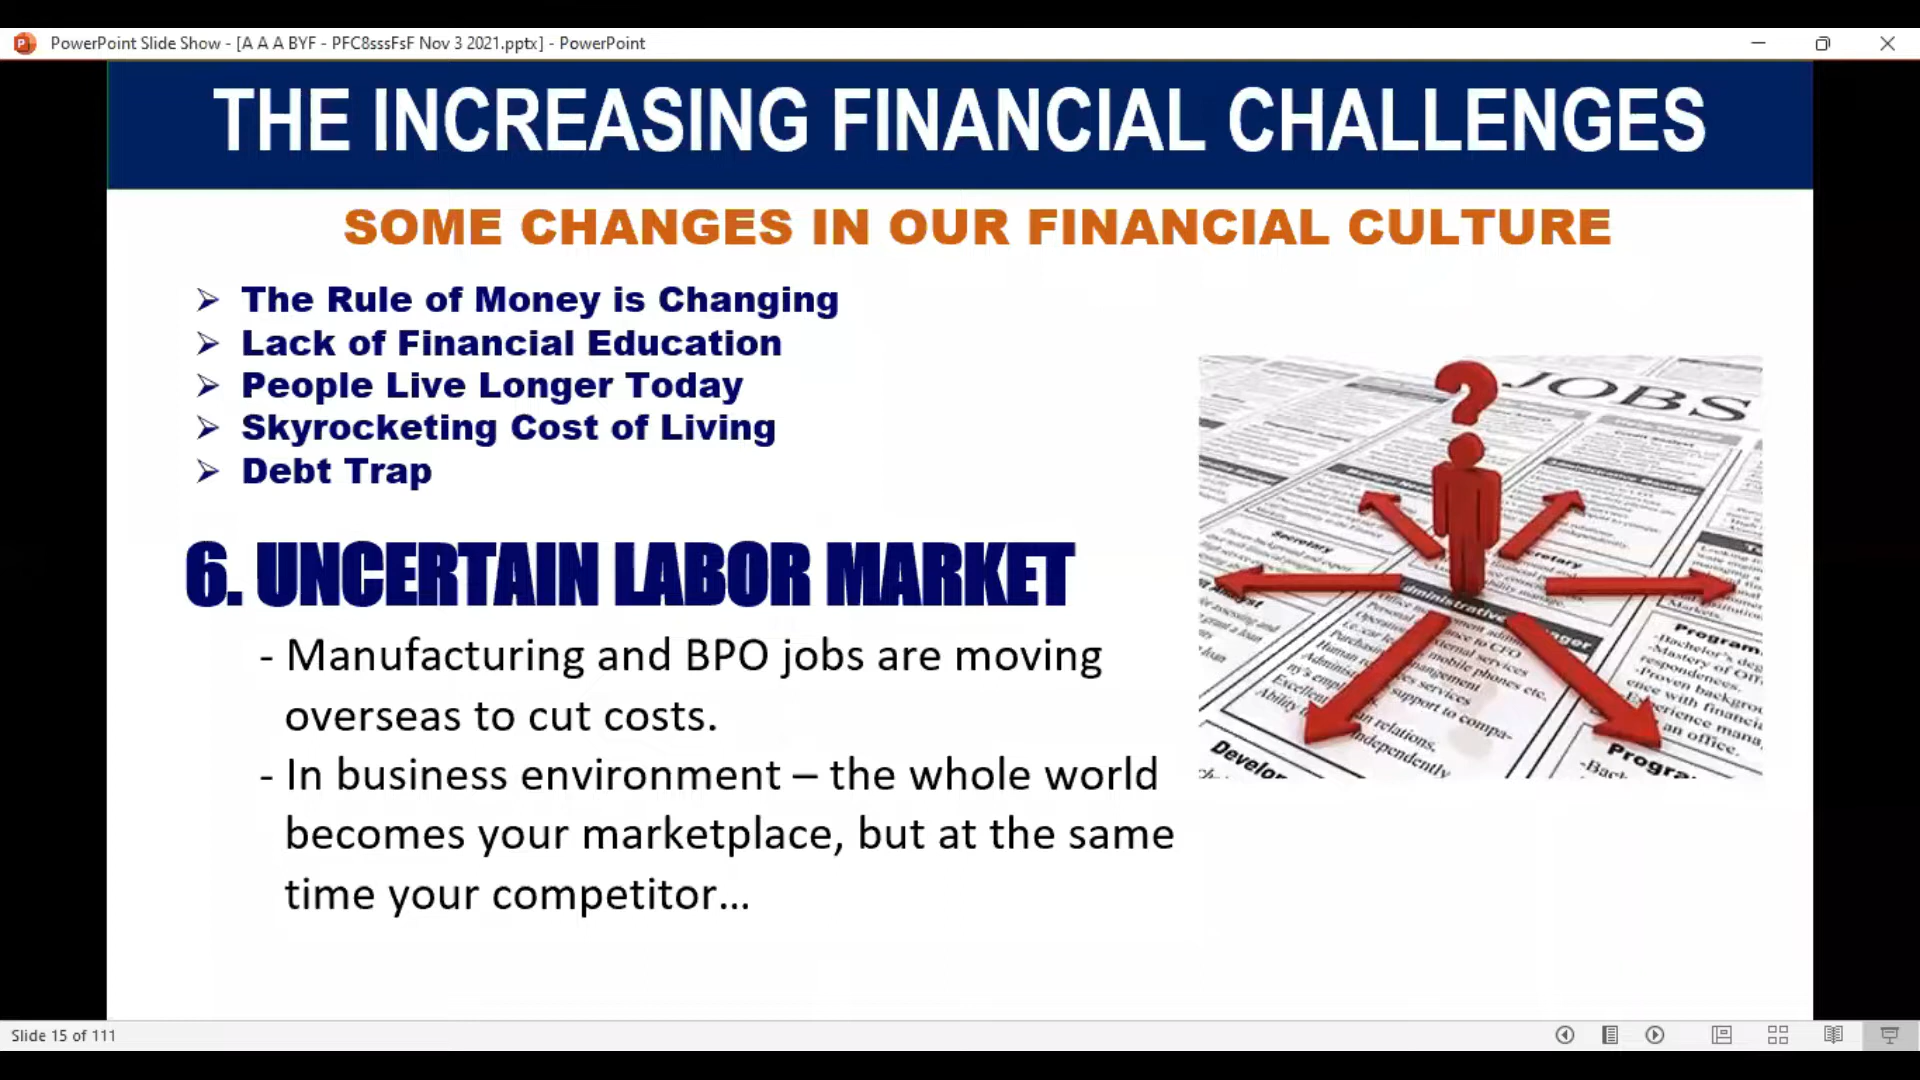 PowerPoint Slide Show - [A A A BYF - PFC8sssFsF Nov 3 2021.pptx] - PowerPoint
THE INCREASING FINANCIAL CHALLENGES
SOME CHANGES IN OUR FINANCIAL CULTURE
➢ The Rule of Money is Changing
➢ Lack of Financial Education
➢ People Live Longer Today
➢ Skyrocketing Cost of Living
➢ Debt Trap
6. UNCERTAIN LABOR MARKET
- Manufacturing and BPO jobs are moving
overseas to cut costs.
- In business environment – the whole world
becomes your marketplace, but at the same
time your competitor...
?
JOBS
Secretary
Slide 15 of 111